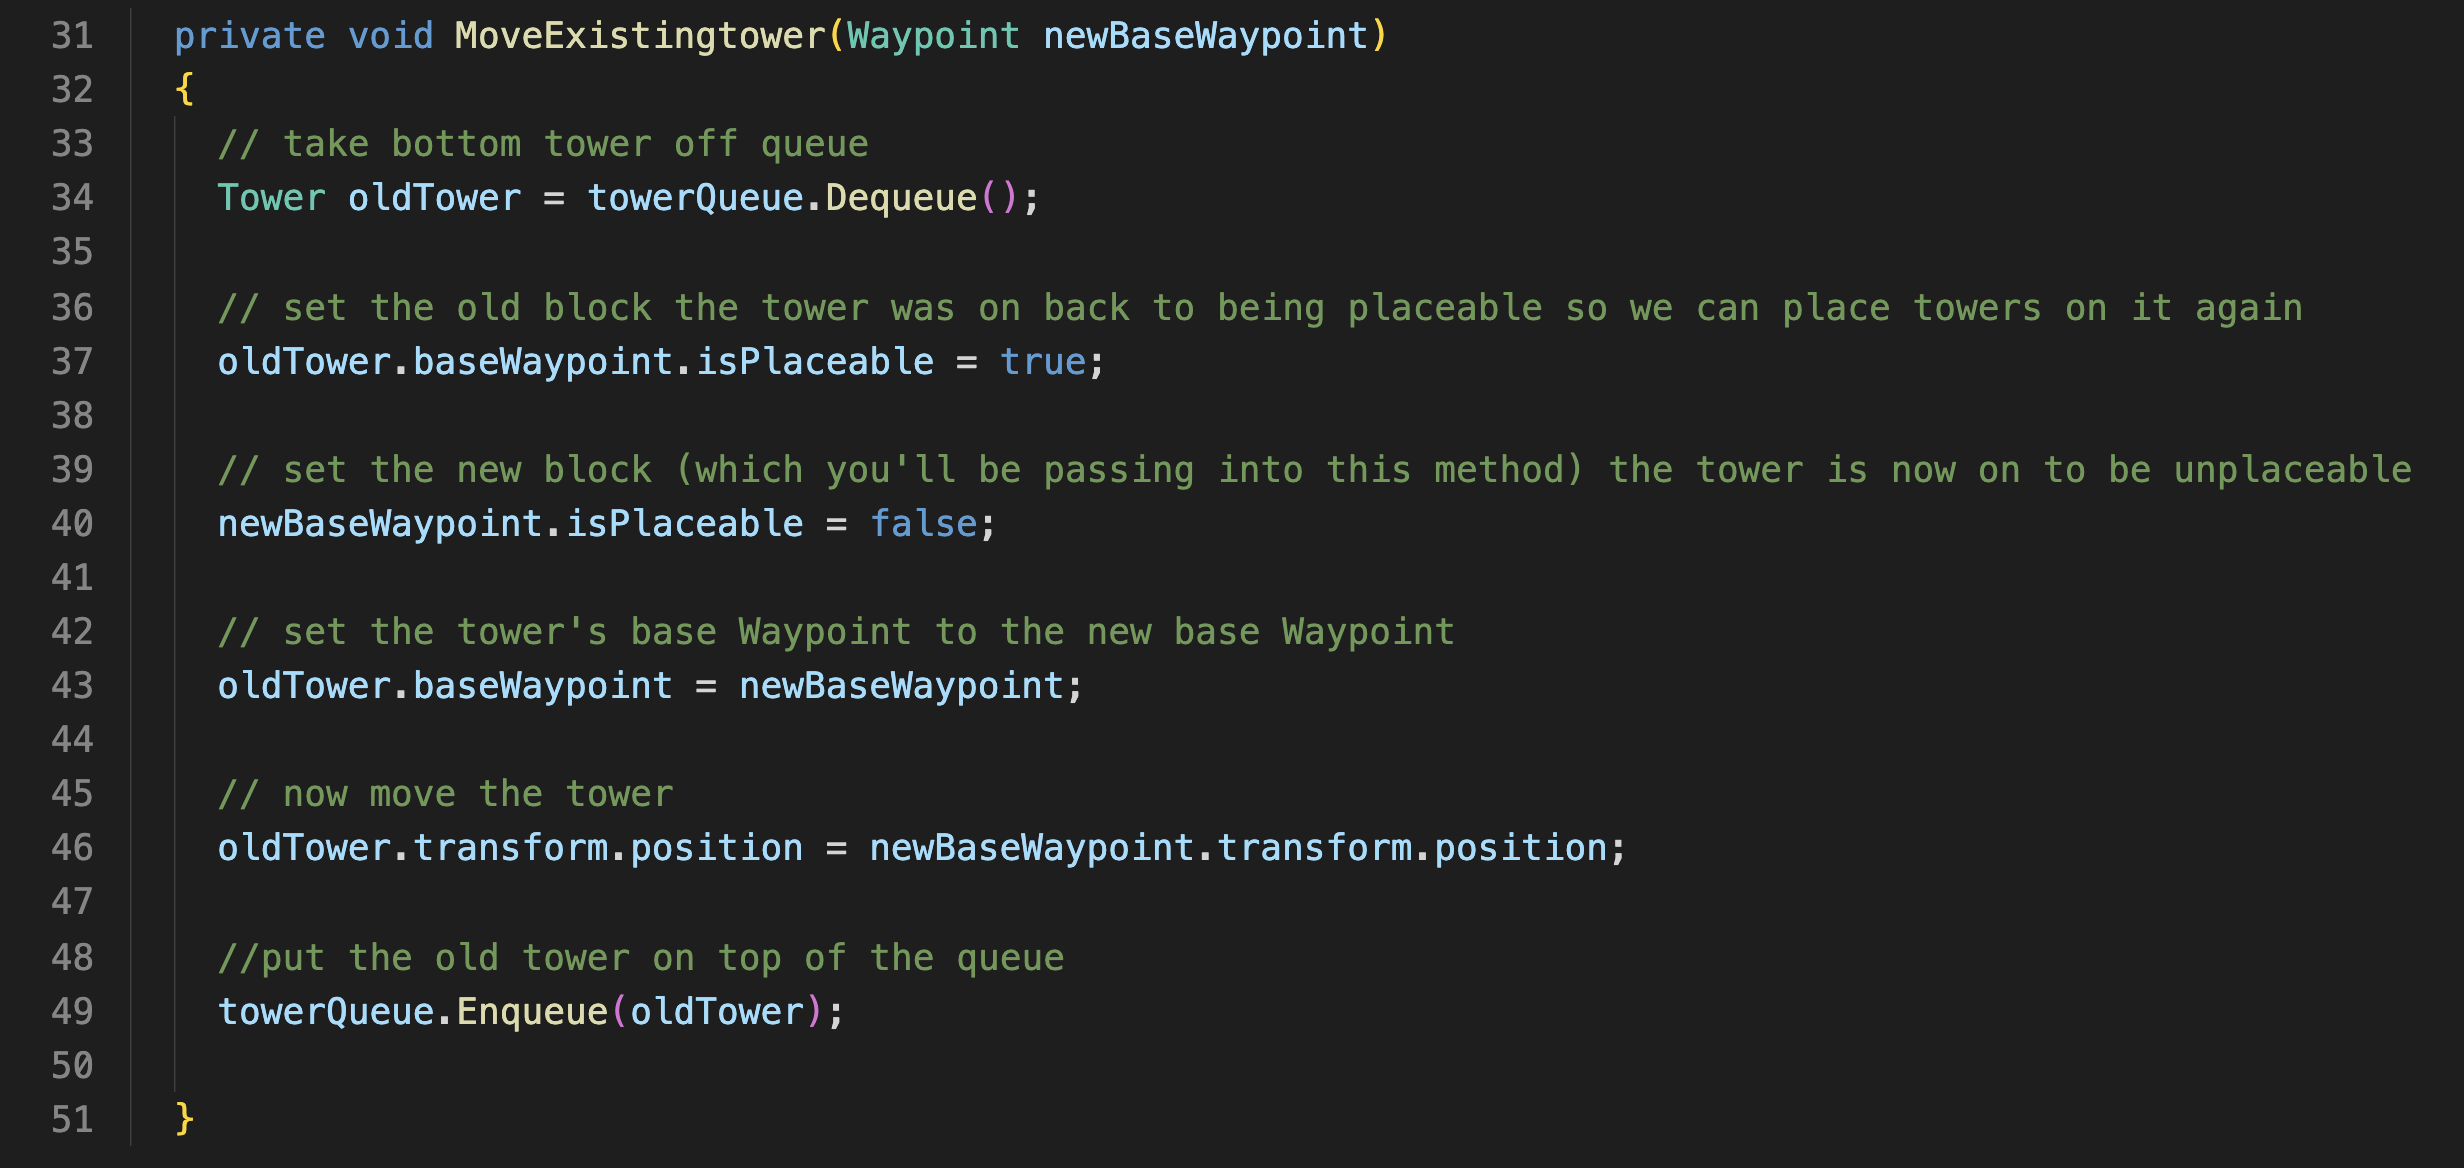 31 private void MoveExistingtower(Waypoint newBaseWaypoint)
32 {
33 // take bottom tower off queue
34 Tower oldTower = towerQueue.Dequeue();
35
36 // set the old block the tower was on back to being placeable so we can place towers on it again
37 oldTower.baseWaypoint.isPlaceable = true;
38
39 // set the new block (which you'll be passing into this method) the tower is now on to be unplaceable
40 newBaseWaypoint.isPlaceable = false;
41
42 // set the tower's base Waypoint to the new base Waypoint
43 oldTower.baseWaypoint = newBaseWaypoint;
44
45 // now move the tower
46 oldTower.transform.position = newBaseWaypoint.transform.position;
47
48 //put the old tower on top of the queue
49 towerQueue.Enqueue(oldTower);
50
51 }